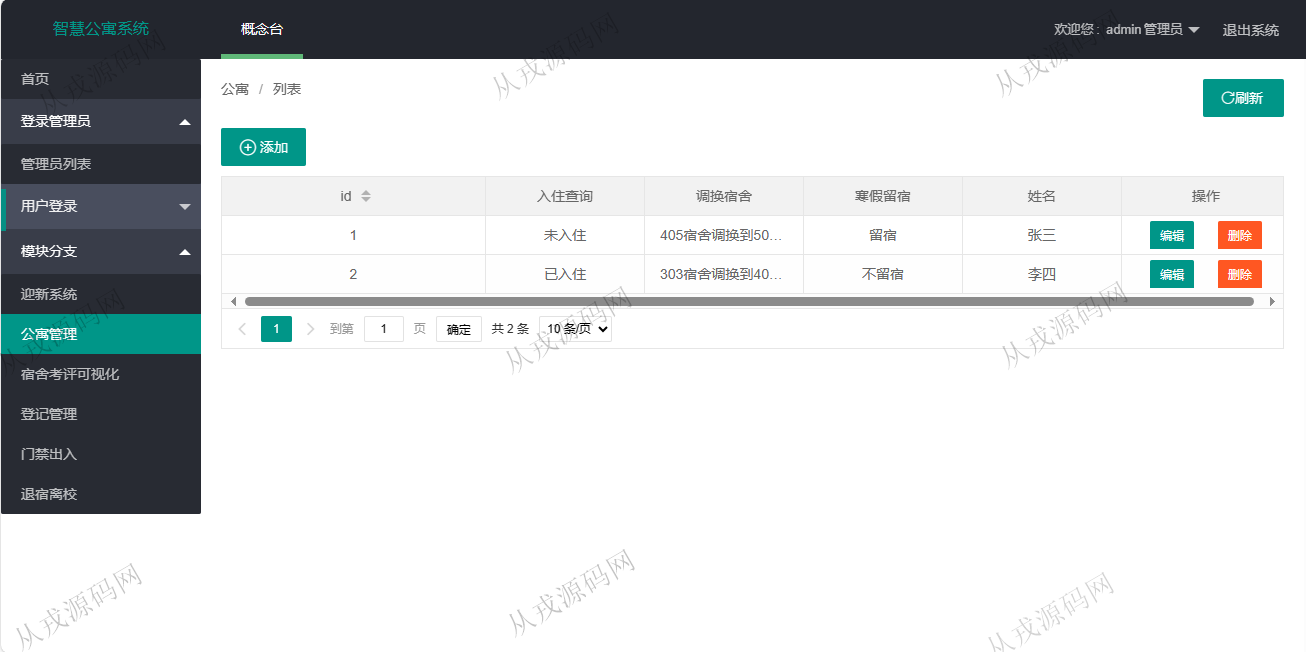 智慧公寓系统
概念台
欢迎您 : admin 管理员
退出系统
首页
登录管理员
管理员列表
用户登录
模块分支
迎新系统
公寓管理
宿舍考评可视化
登记管理
门禁出入
退宿离校
公寓 / 列表
刷新
添加
id 入住查询 调换宿舍 寒假留宿 姓名 操作
1 未入住 405宿舍调换到50... 留宿 张三 编辑 删除
2 已入住 303宿舍调换到40... 不留宿 李四 编辑 删除
1 到第 1 页 确定 共 2 条 10 条/页
从戎源码网
从戎源码网
从戎源码网
从戎源码网
从戎源码网
从戎源码网
从戎源码网
从戎源码网
从戎源码网